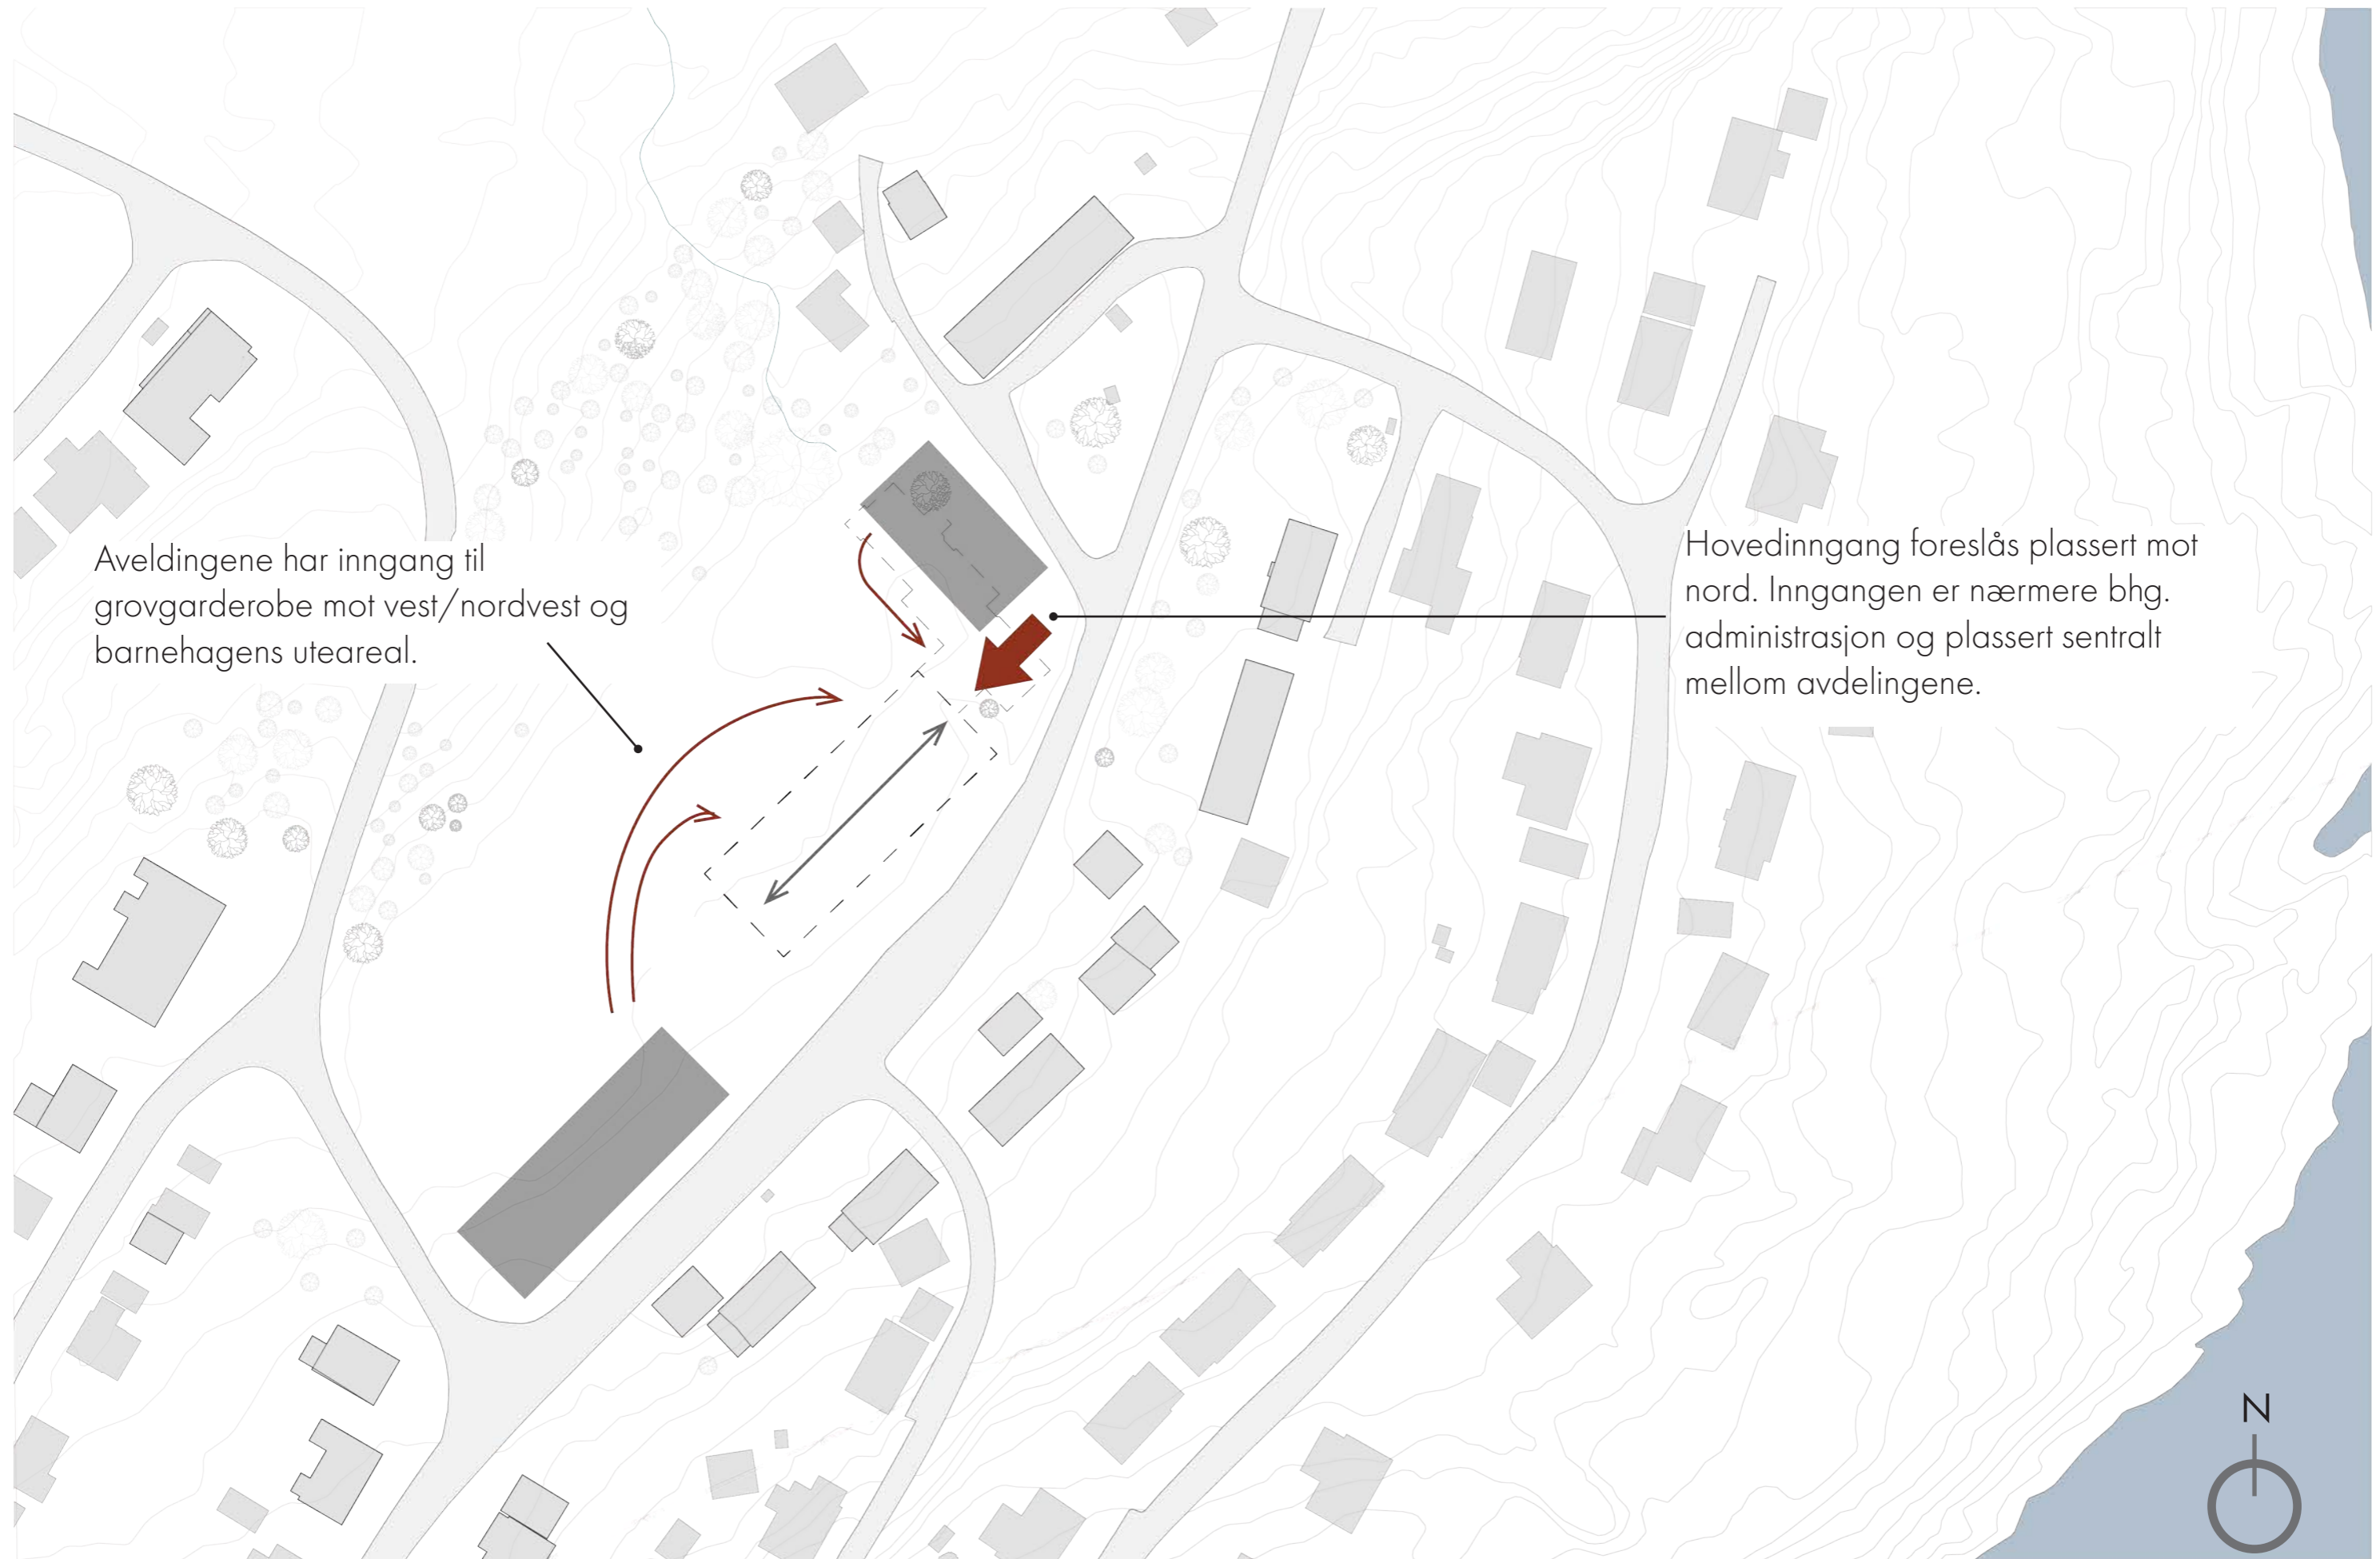 Aveldingene har inngang til
grovgarderobe mot vest/nordvest og
barnehagens uteareal.
Hovedinngang foreslås plassert mot
nord. Inngangen er nærmere bhg.
administrasjon og plassert sentralt
mellom avdelingene.
N